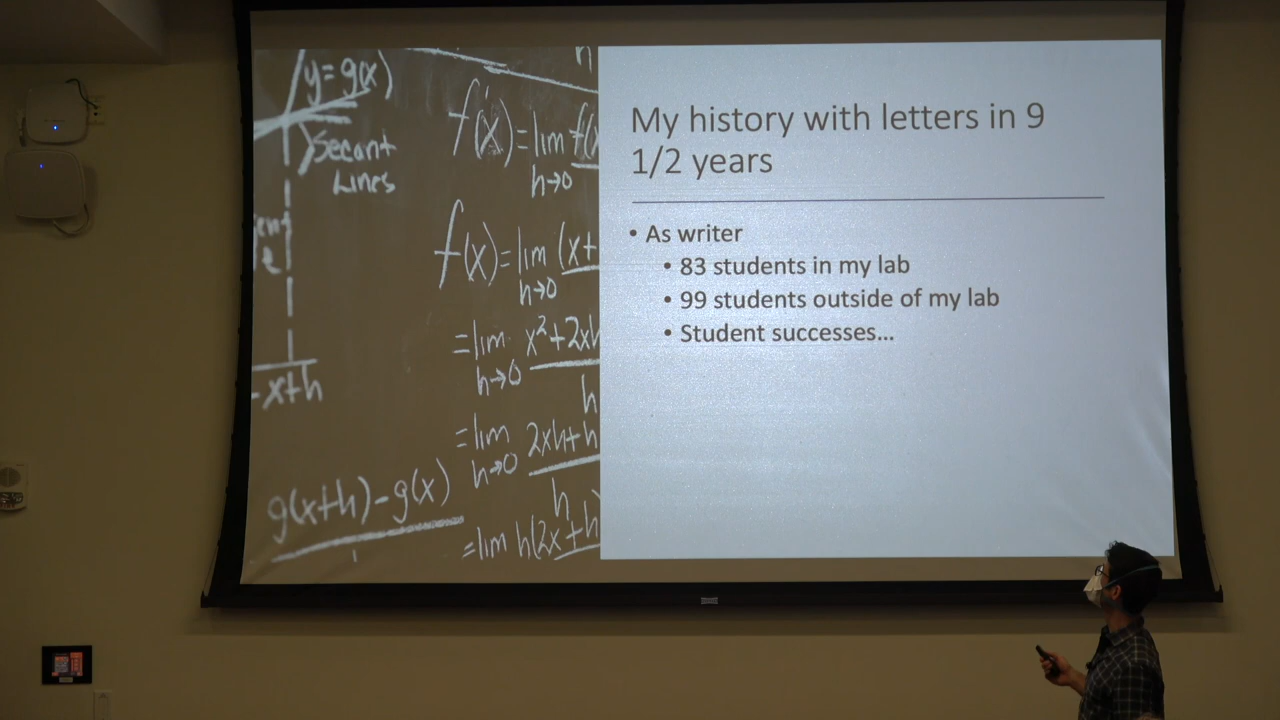 y=g(x)
Secant
Lines
-x+h
g(x+h)-g(x)
h
f'(x)=lim f(x
h→0
f'(x)=lim (x+
h→0
=lim x²+2xh
h→0 h
=lim 2xh+h
h→0 h
=lim h(2x+h
My history with letters in 9
1/2 years
• As writer
• 83 students in my lab
• 99 students outside of my lab
• Student successes…